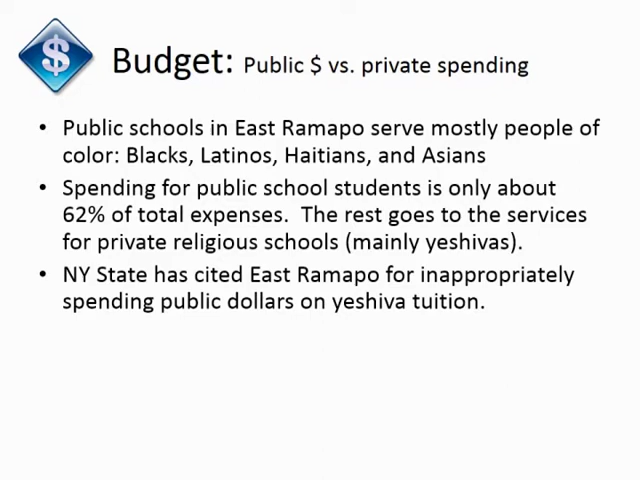 $
Budget: Public $ vs. private spending
• Public schools in East Ramapo serve mostly people of
color: Blacks, Latinos, Haitians, and Asians
• Spending for public school students is only about
62% of total expenses.  The rest goes to the services
for private religious schools (mainly yeshivas).
• NY State has cited East Ramapo for inappropriately
spending public dollars on yeshiva tuition.